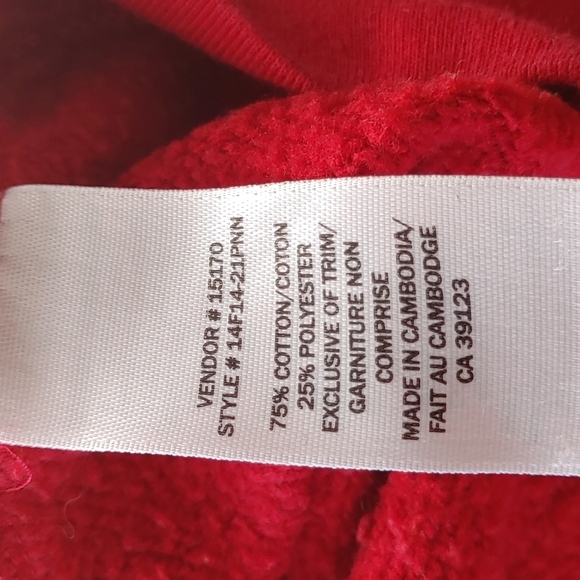 VENDOR # 15170
STYLE # 14F14-21PNN
75% COTTON/COTON
25% POLYESTER
EXCLUSIVE OF TRIM/
GARNITURE NON
COMPRISE
MADE IN CAMBODIA/
FAIT AU CAMBODGE
CA 39123